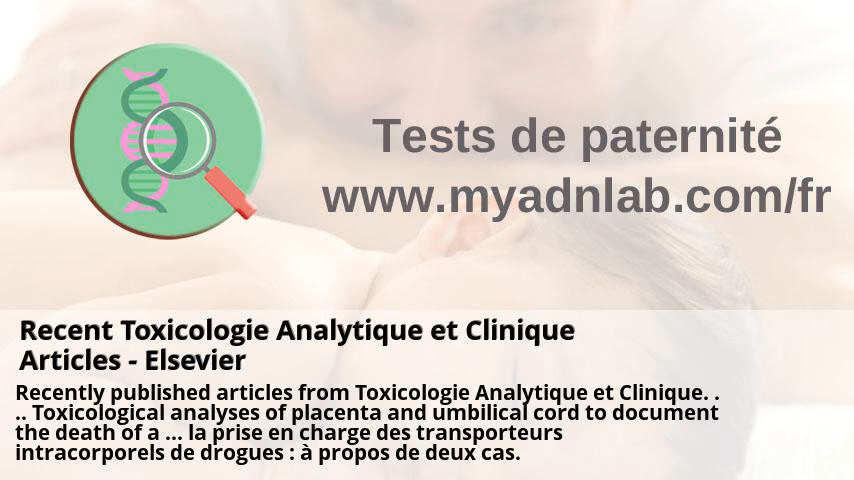 Tests de paternité
www.myadnlab.com/fr
Recent Toxicologie Analytique et Clinique
Articles - Elsevier
Recently published articles from Toxicologie Analytique et Clinique. .
.. Toxicological analyses of placenta and umbilical cord to document
the death of a ... la prise en charge des transporteurs
intracorporels de drogues : à propos de deux cas.